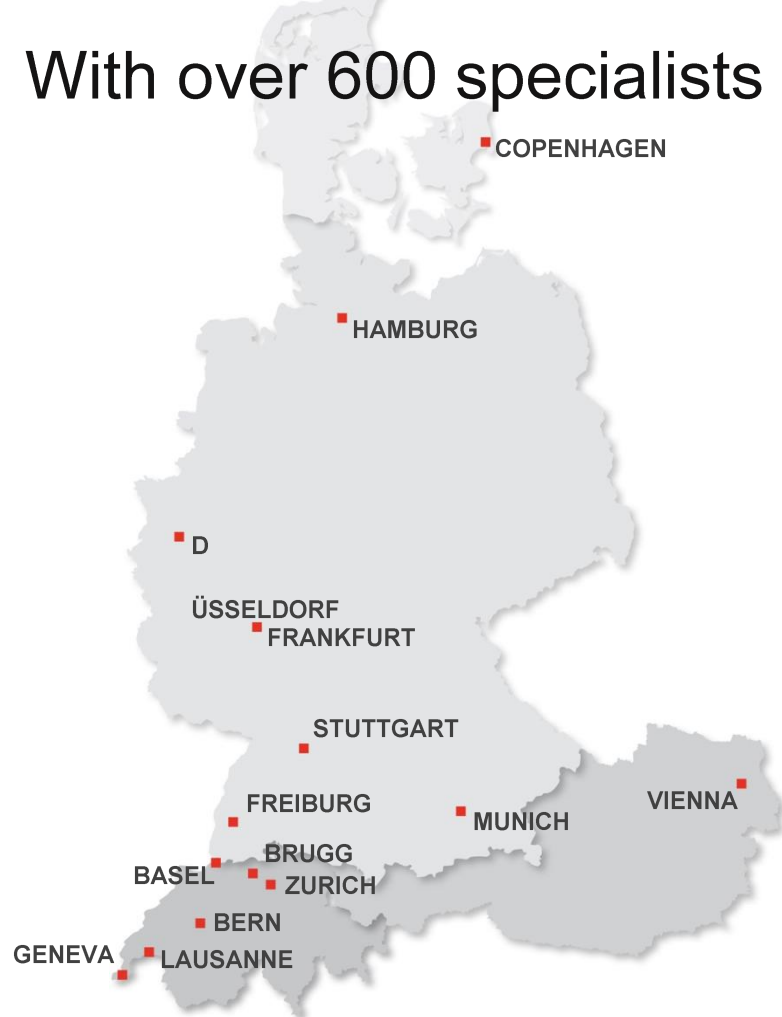 With over 600 specialists
COPENHAGEN
HAMBURG
D
ÜSSELDORF
FRANKFURT
STUTTGART
FREIBURG
VIENNA
MUNICH
BRUGG
BASEL
ZURICH
BERN
GENEVA
LAUSANNE